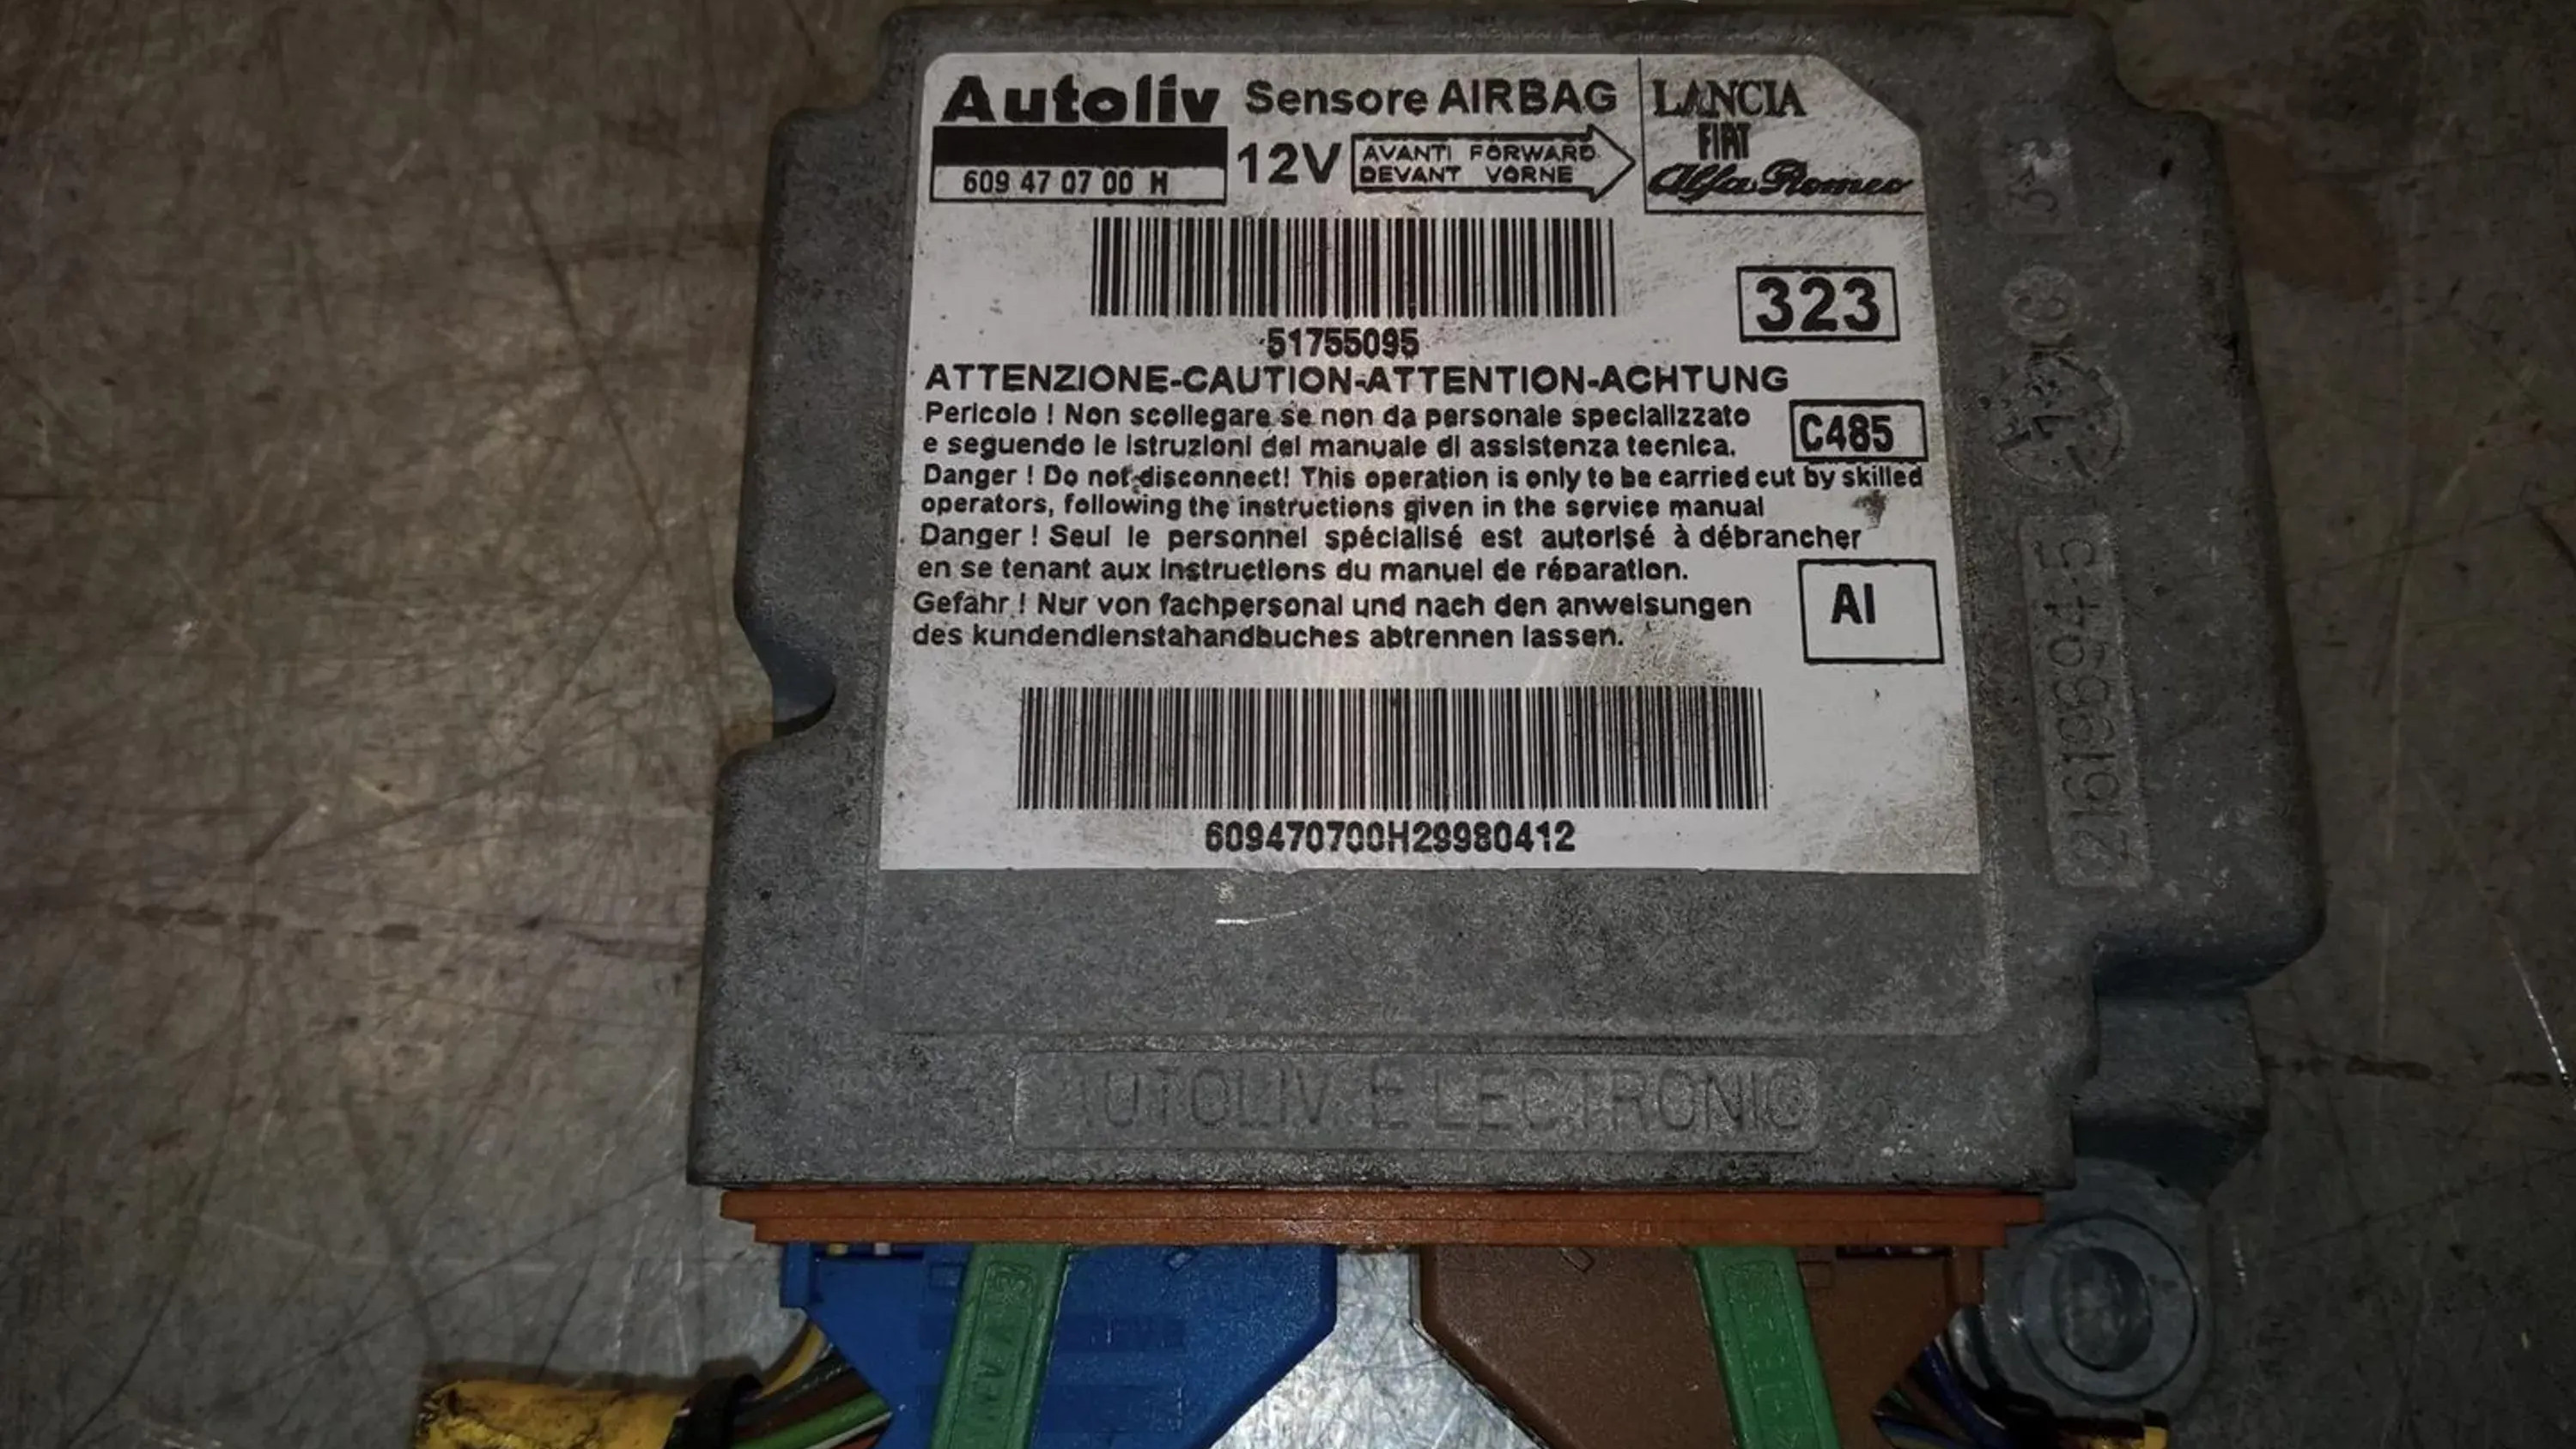 Autoliv Sensore AIRBAG
609 47 07 00 H
12V
AVANTI FORWARD
DEVANT VORNE
LANCIA
FIAT
Alfa Romeo
51755095
323
ATTENZIONE-CAUTION-ATTENTION-ACHTUNG
Pericolo ! Non scollegare se non da personale specializzato
e seguendo le istruzioni del manuale di assistenza tecnica.
C485
Danger ! Do not disconnect! This operation is only to be carried cut by skilled
operators, following the instructions given in the service manual
Danger ! Seul le personnel spécialisé est autorisé à débrancher
en se tenant aux instructions du manuel de réparation.
AI
Gefahr ! Nur von fachpersonal und nach den anweisungen
des kundendienstahandbuches abtrennen lassen.
609470700H29980412
21619694-5
AUTOLIV ELECTRONIC